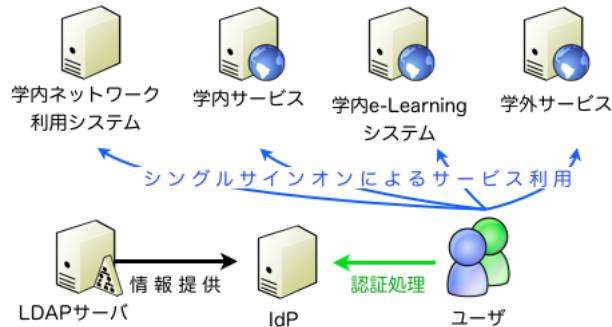 学内ネットワーク
利用システム
学内サービス
学内e-Learning
システム
学外サービス
シングルサインオンによるサービス利用
情報提供
認証処理
LDAPサーバ
IdP
ユーザ